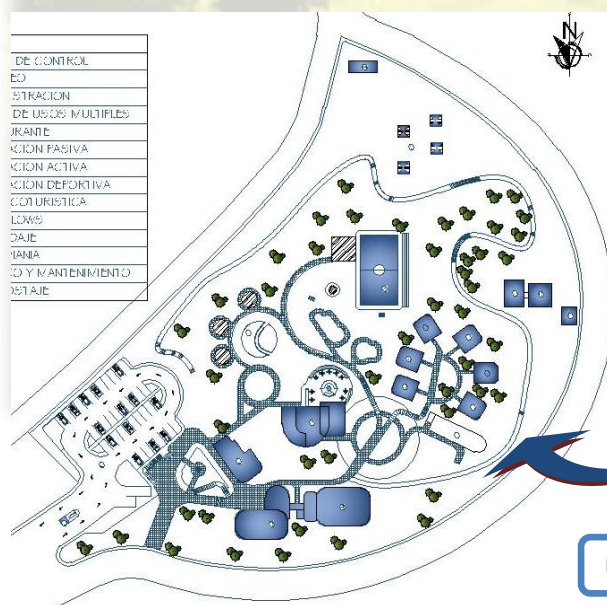 N
DE CONTROL
EO
STRACION
DE USOS MULTIPLES
URANTE
ACION PASIVA
ACION ACTIVA
ACION DEPORTIVA
COTURISTICA
LOWS
DAJE
IANIA
O Y MANTENIMIENTO
OSTAJE